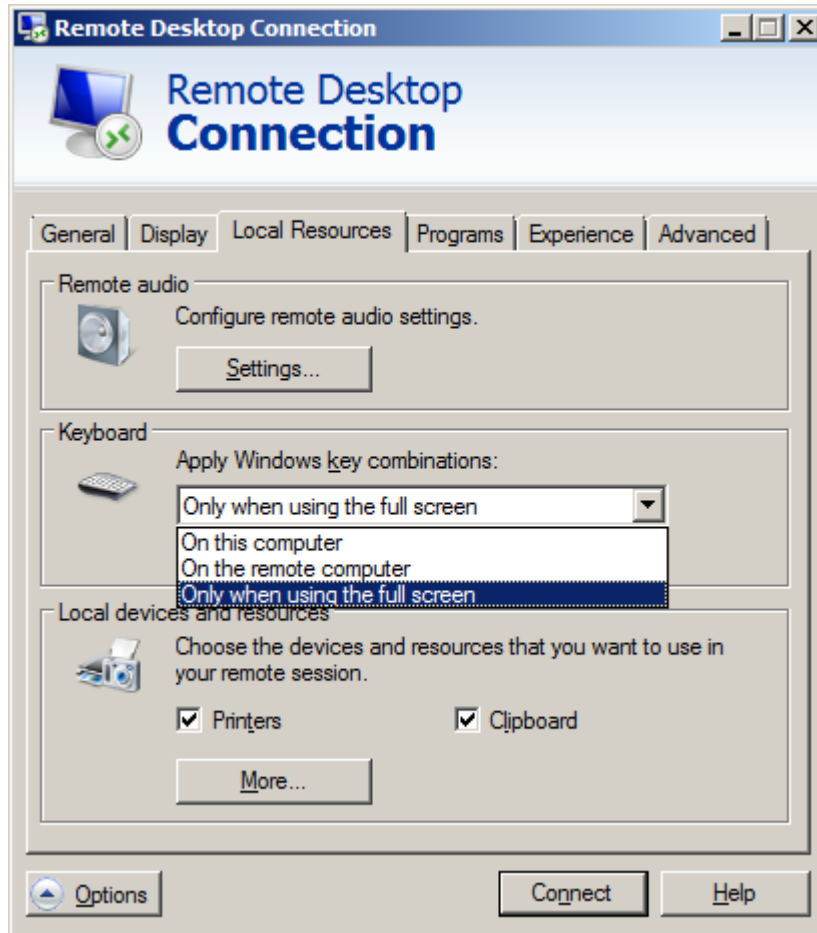 Remote Desktop Connection
Remote Desktop
Connection
General Display Local Resources Programs Experience Advanced
Remote audio
Configure remote audio settings.
Settings...
Keyboard
Apply Windows key combinations:
Only when using the full screen
On this computer
On the remote computer
Only when using the full screen
Local devices and resources
Choose the devices and resources that you want to use in
your remote session.
Printers Clipboard
More...
Options Connect Help